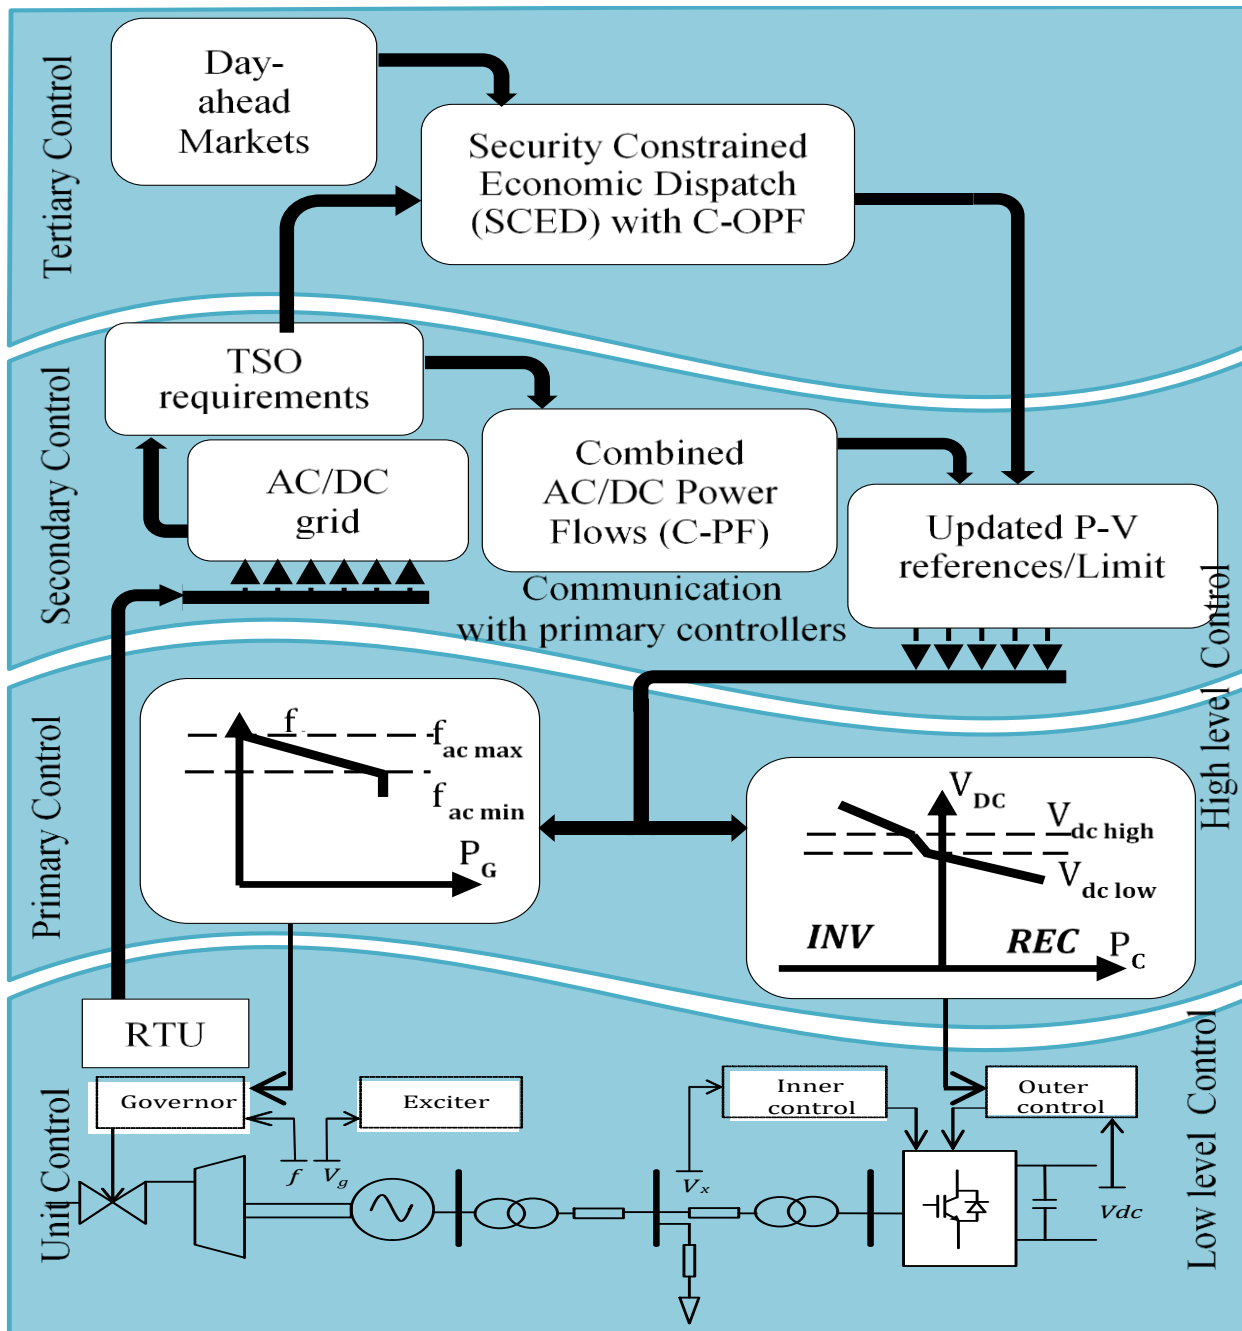 Tertiary Control
Day-
ahead
Markets
Security Constrained
Economic Dispatch
(SCED) with C-OPF
Secondary Control
TSO
requirements
AC/DC
grid
Combined
AC/DC Power
Flows (C-PF)
Updated P-V
references/Limit
Communication
with primary controllers
High level Control
Primary Control
f
f ac max
f ac min
P G
V DC
V dc high
V dc low
INV
REC
P C
Low level Control
Unit Control
RTU
Governor
Exciter
Inner
control
Outer
control
f
Vg
Vx
Vdc